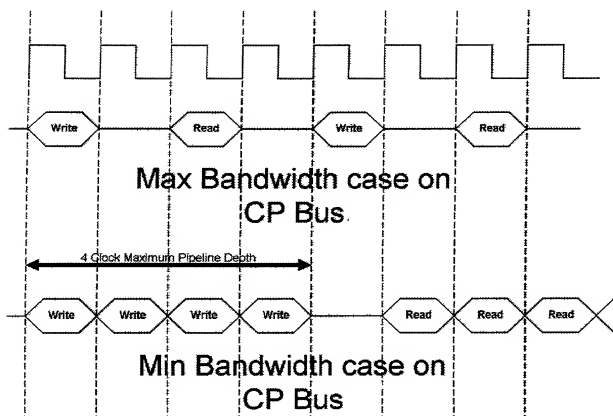 Write Read Write Read
Max Bandwidth case on
CP Bus
4 Clock Maximum Pipeline Depth
Write Write Write Write Read Read Read
Min Bandwidth case on
CP Bus